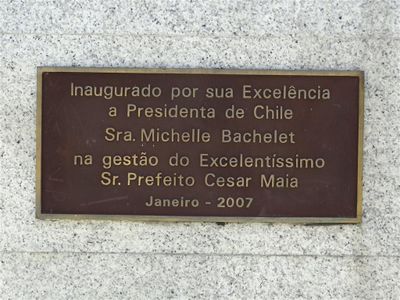 Inaugurado por sua Excelência
a Presidenta de Chile
Sra. Michelle Bachelet
na gestão do Excelentíssimo
Sr. Prefeito Cesar Maia
Janeiro - 2007